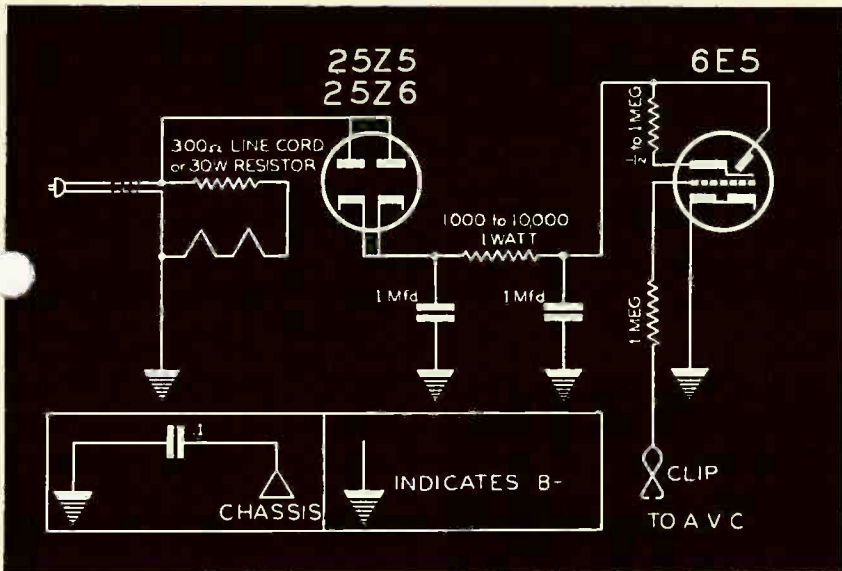 25Z5
25Z6
6E5
300Ω LINE CORD
or 30W RESISTOR
½ to 1 MEG
1000 to 10,000
1 WATT
1 Mfd
1 Mfd
1 MEG
.1
CHASSIS
INDICATES B-
CLIP
TO A V C